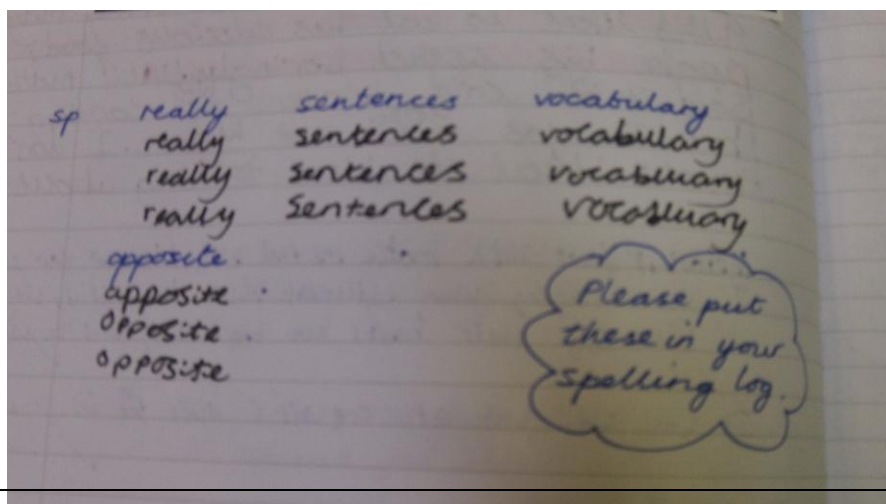 sp really sentences vocabulary
really sentences vocabulary
really sentences vocabluary
really sentences vocabluary
opposite
opposite
opposite
opposite
Please put
these in your
spelling log.